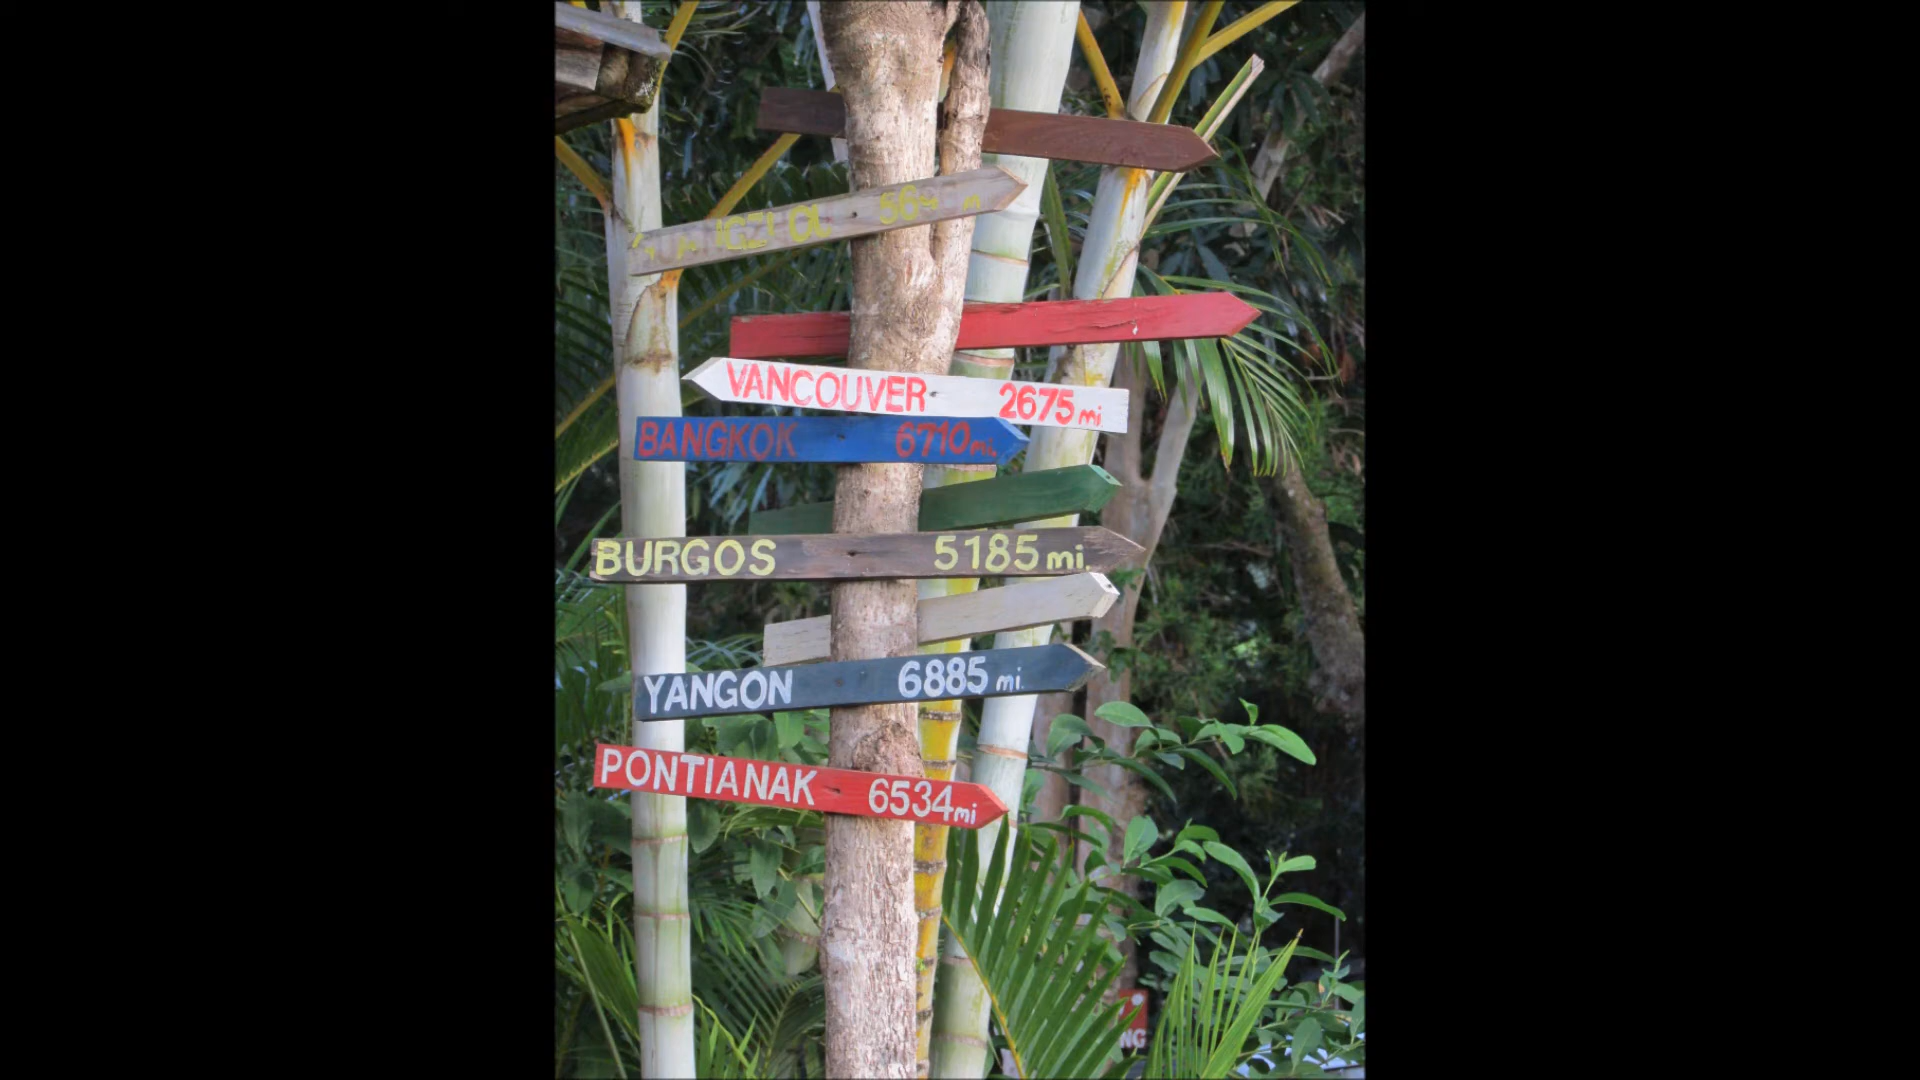 VANCOUVER 2675 mi
BANGKOK 6710 mi.
BURGOS 5185 mi.
YANGON 6885 mi.
PONTIANAK 6534 mi